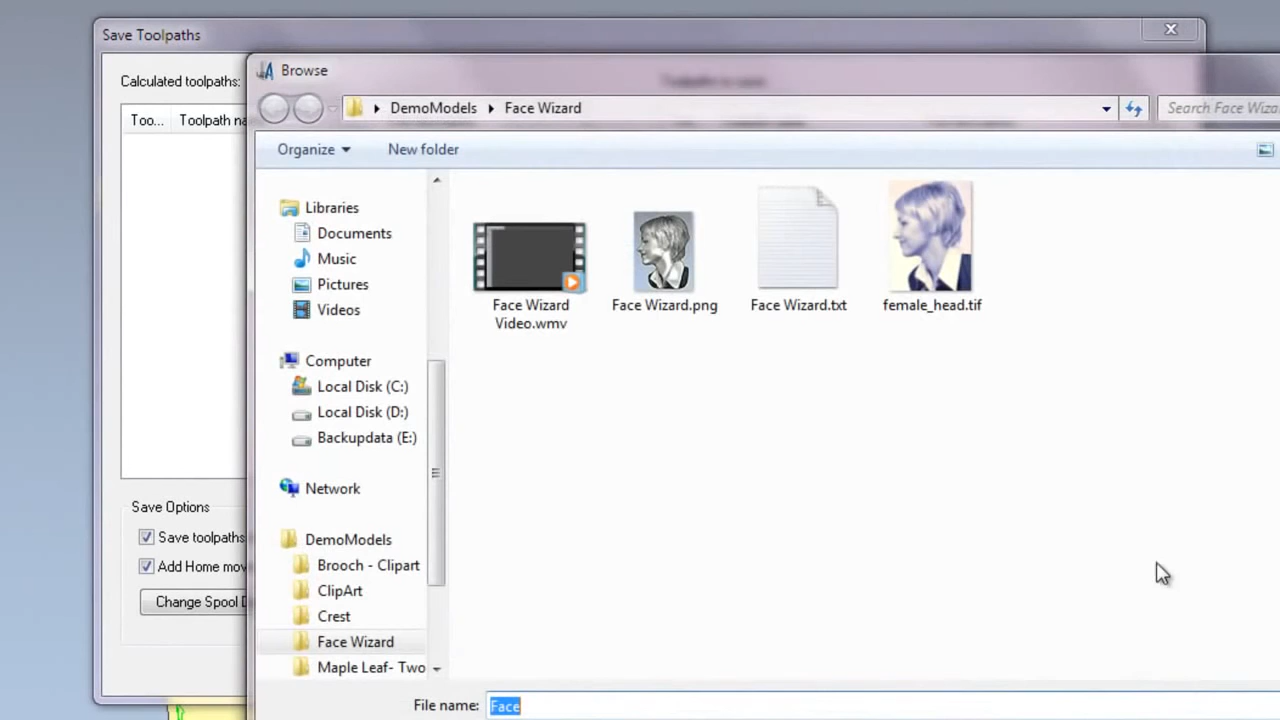 Save Toolpaths
Calculated toolpaths:
Too...
Toolpath na
Browse
DemoModels
Face Wizard
Search Face Wiza
Organize
New folder
Libraries
Documents
Music
Pictures
Videos
Computer
Local Disk (C:)
Local Disk (D:)
Backupdata (E:)
Network
DemoModels
Brooch - Clipart
ClipArt
Crest
Face Wizard
Maple Leaf- Two
Face Wizard
Video.wmv
Face Wizard.png
Face Wizard.txt
female_head.tif
Save Options
Save toolpaths
Add Home mov
Change Spool D
File name:
Face